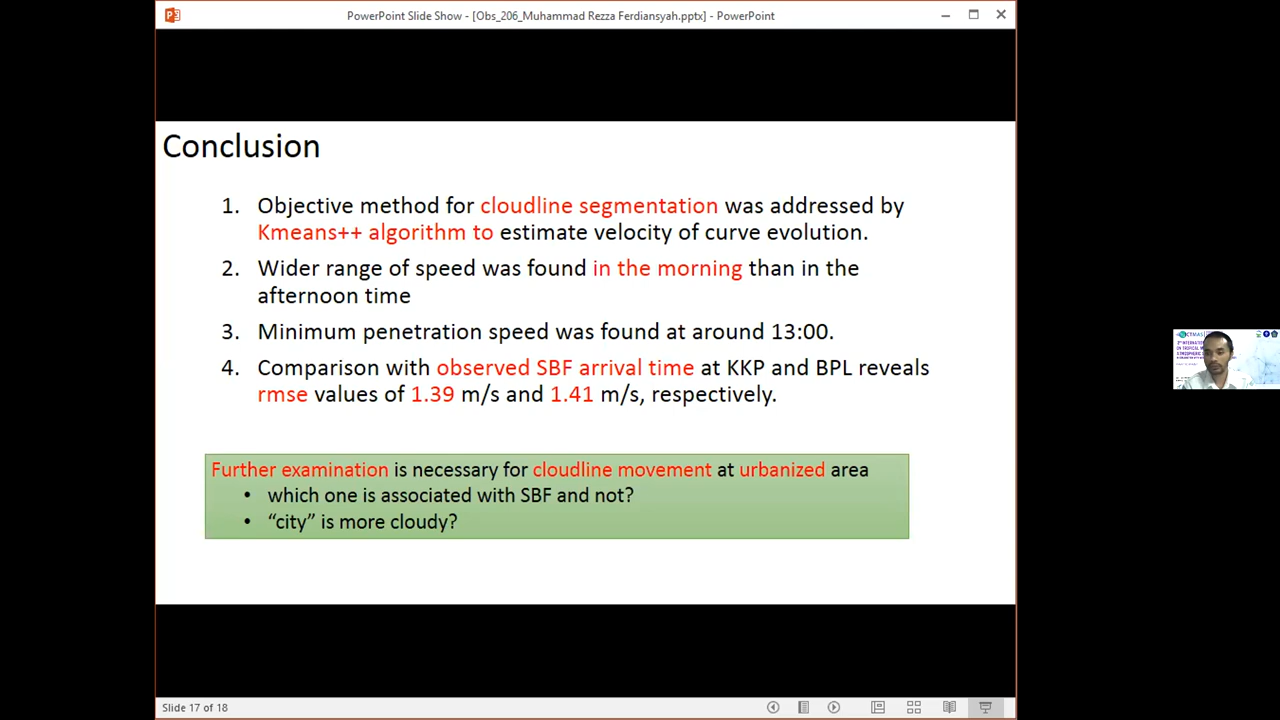 PowerPoint Slide Show - [Obs_206_Muhammad Rezza Ferdiansyah.pptx] - PowerPoint
Conclusion
1. Objective method for cloudline segmentation was addressed by
Kmeans++ algorithm to estimate velocity of curve evolution.
2. Wider range of speed was found in the morning than in the
afternoon time
3. Minimum penetration speed was found at around 13:00.
4. Comparison with observed SBF arrival time at KKP and BPL reveals
rmse values of 1.39 m/s and 1.41 m/s, respectively.
Further examination is necessary for cloudline movement at urbanized area
• which one is associated with SBF and not?
• “city” is more cloudy?
Slide 17 of 18